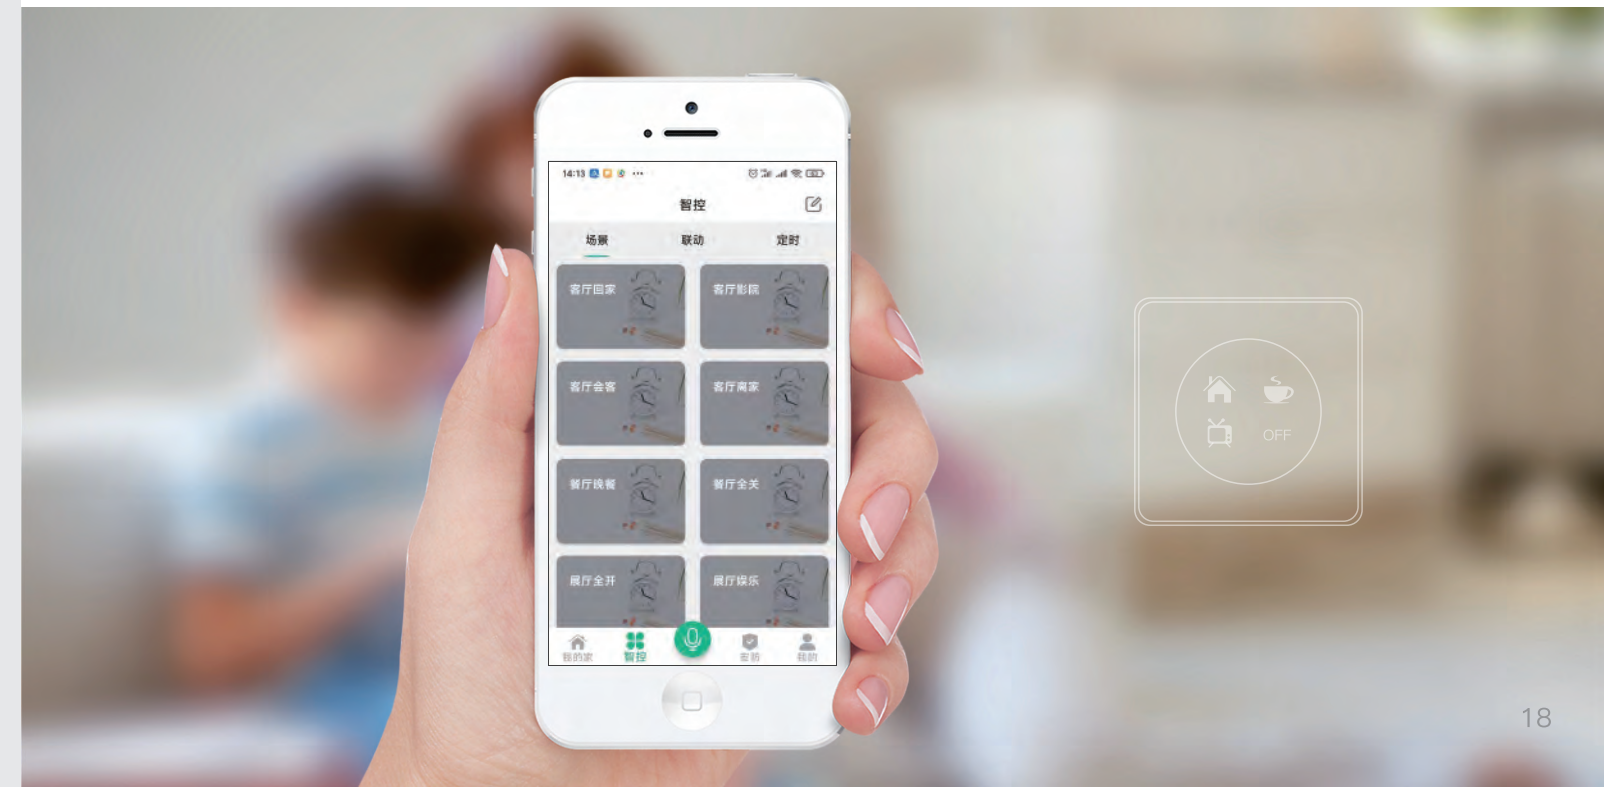 14:13
智控
场景 联动 定时
客厅回家 客厅影院
客厅会客 客厅离家
餐厅晚餐 餐厅全关
展厅全开 展厅娱乐
我的家 智控 我的
OFF
18